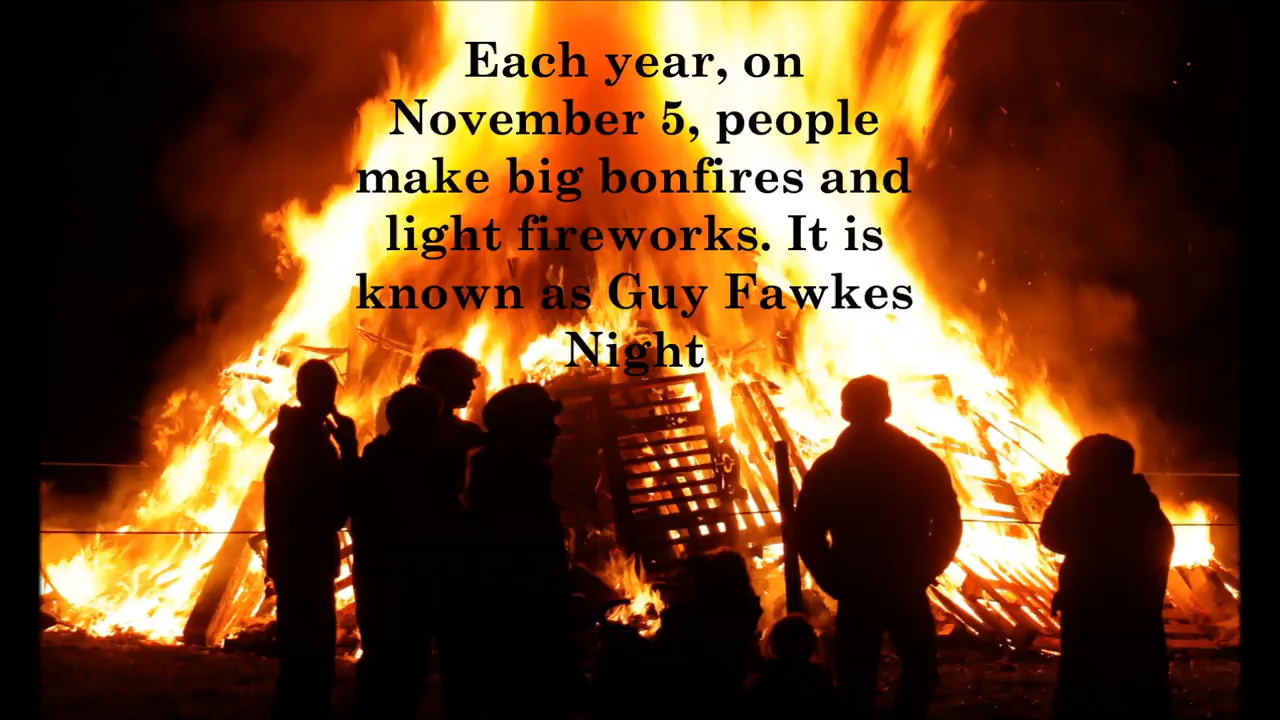 Each year, on
November 5, people
make big bonfires and
light fireworks. It is
known as Guy Fawkes
Night